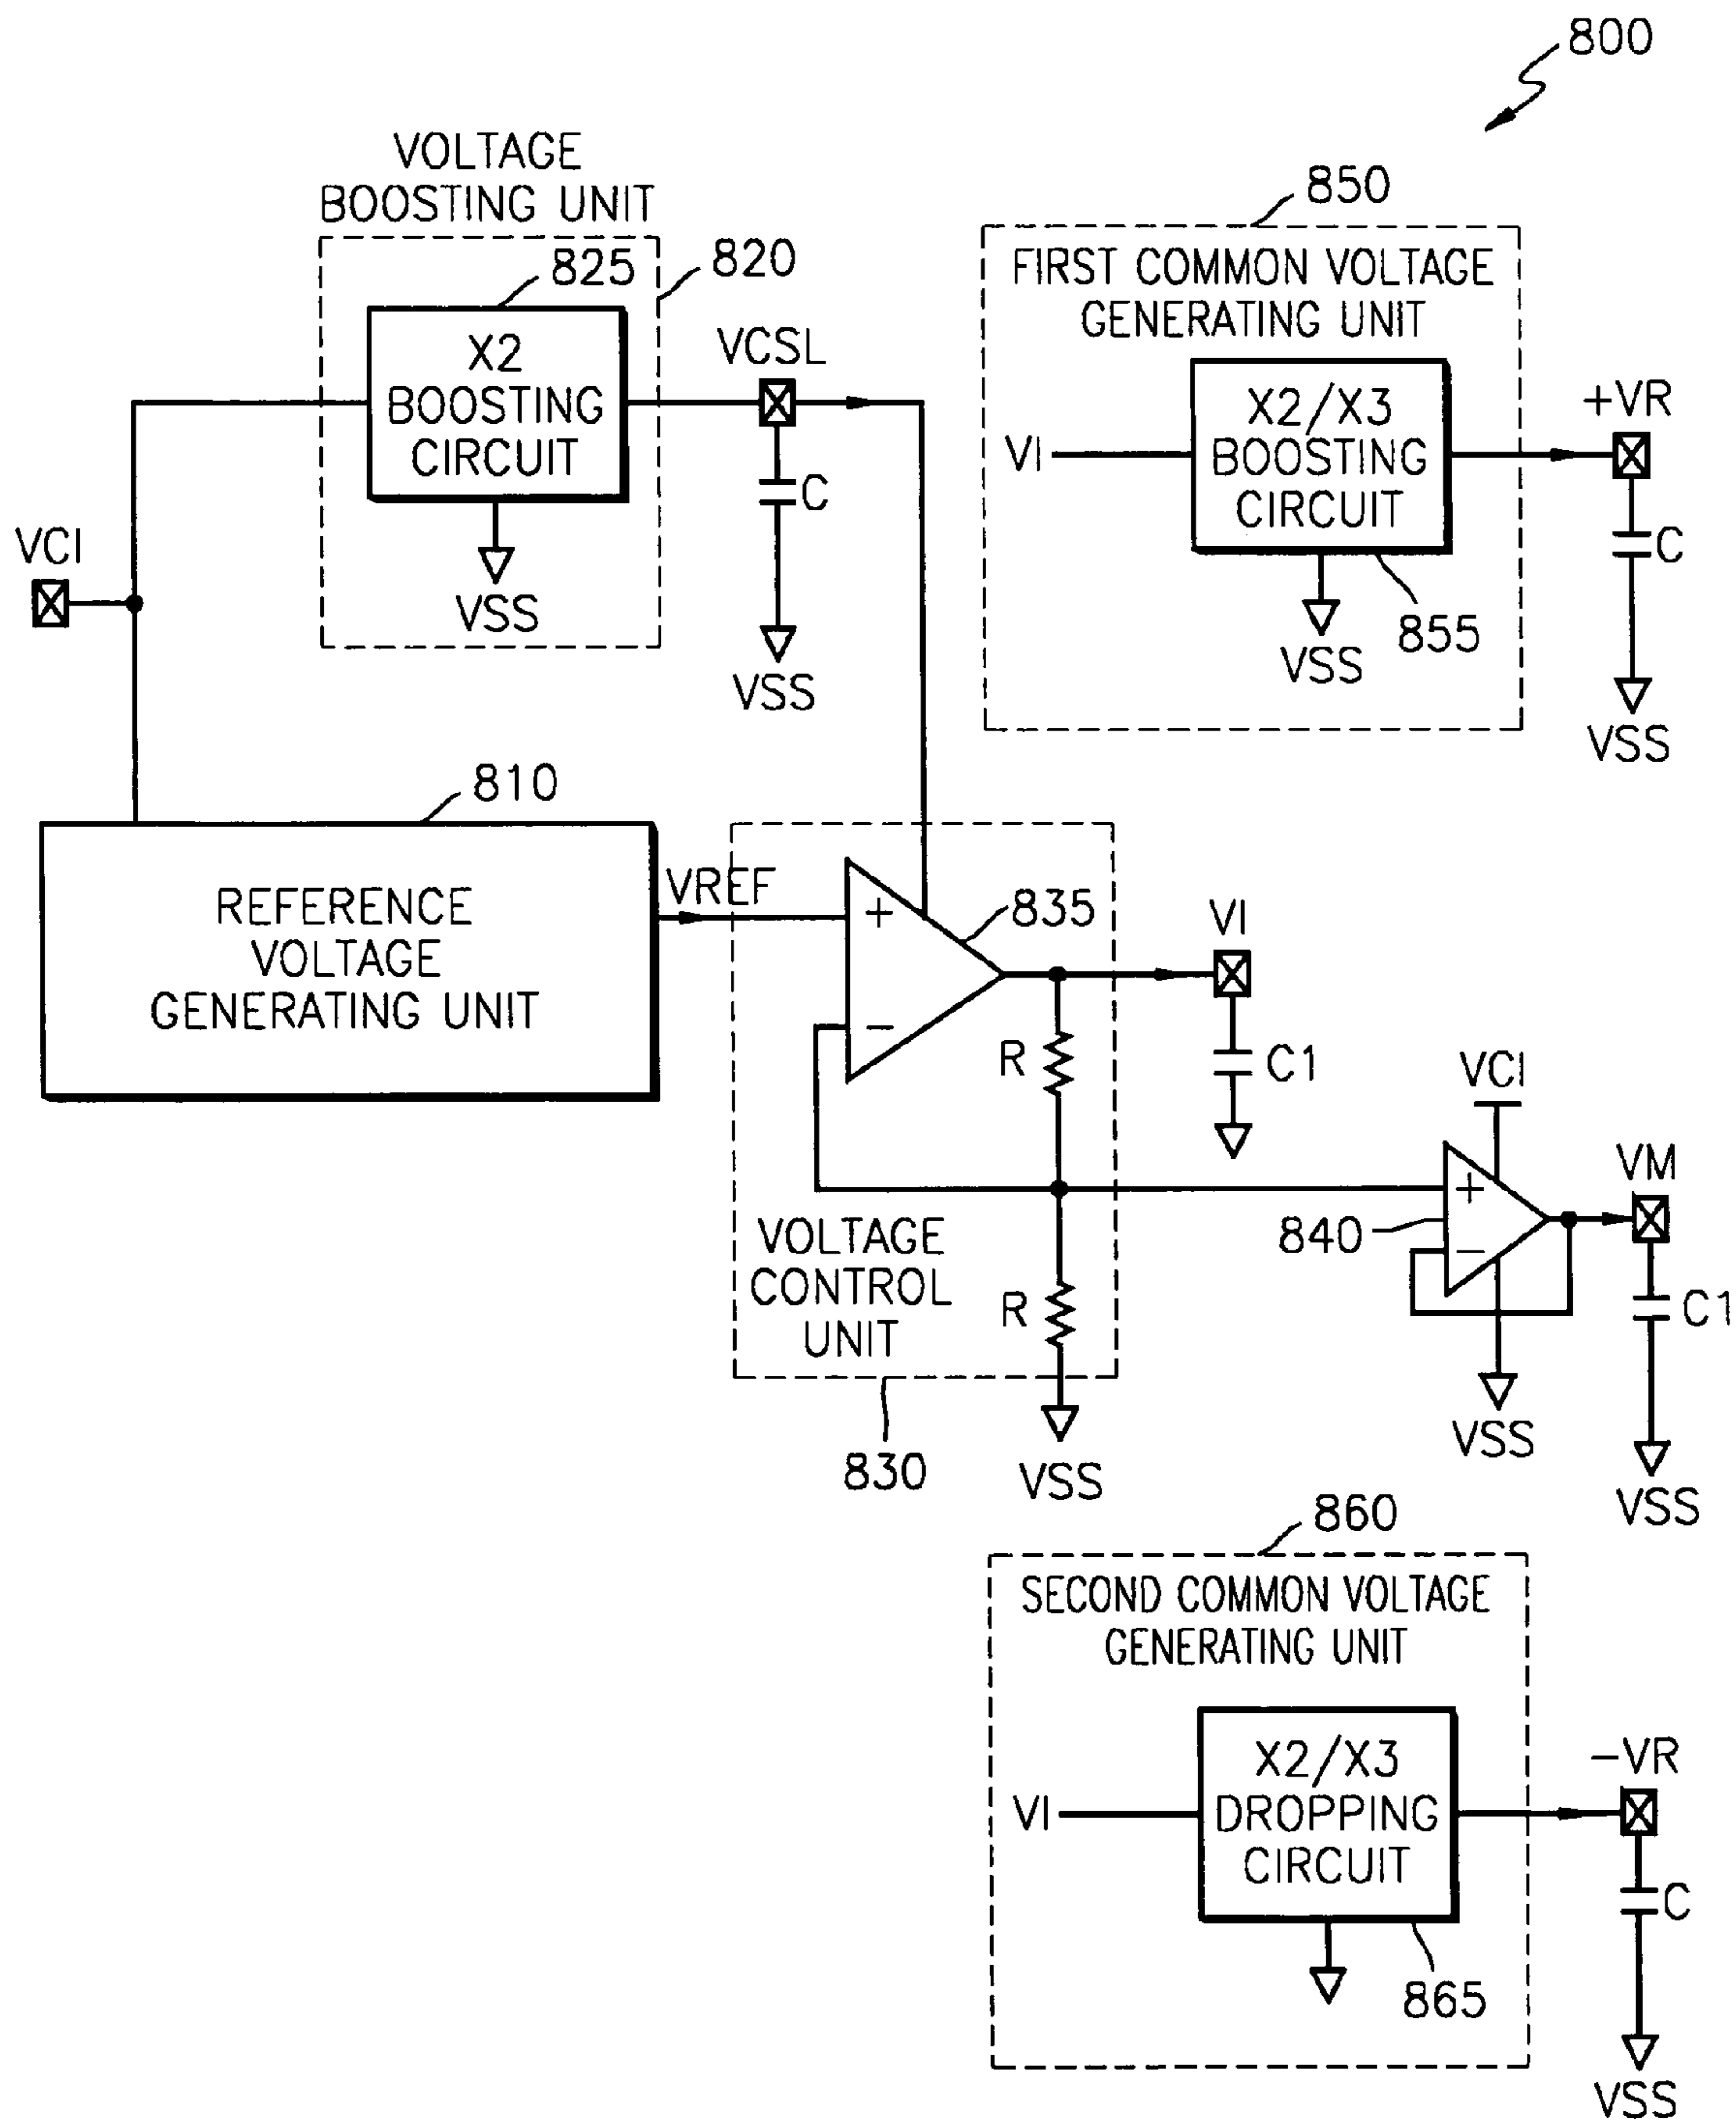 800
VOLTAGE
BOOSTING UNIT
825
820
X2
BOOSTING
CIRCUIT
VSS
VCSL
C
VSS
VCI
850
FIRST COMMON VOLTAGE
GENERATING UNIT
VI
X2/X3
BOOSTING
CIRCUIT
855
VSS
+VR
C
VSS
810
REFERENCE
VOLTAGE
GENERATING UNIT
VREF
+
−
835
R
R
VI
C1
VOLTAGE
CONTROL
UNIT
830
VSS
VCI
+
−
840
VSS
VM
C1
VSS
860
SECOND COMMON VOLTAGE
GENERATING UNIT
VI
X2/X3
DROPPING
CIRCUIT
865
−VR
C
VSS